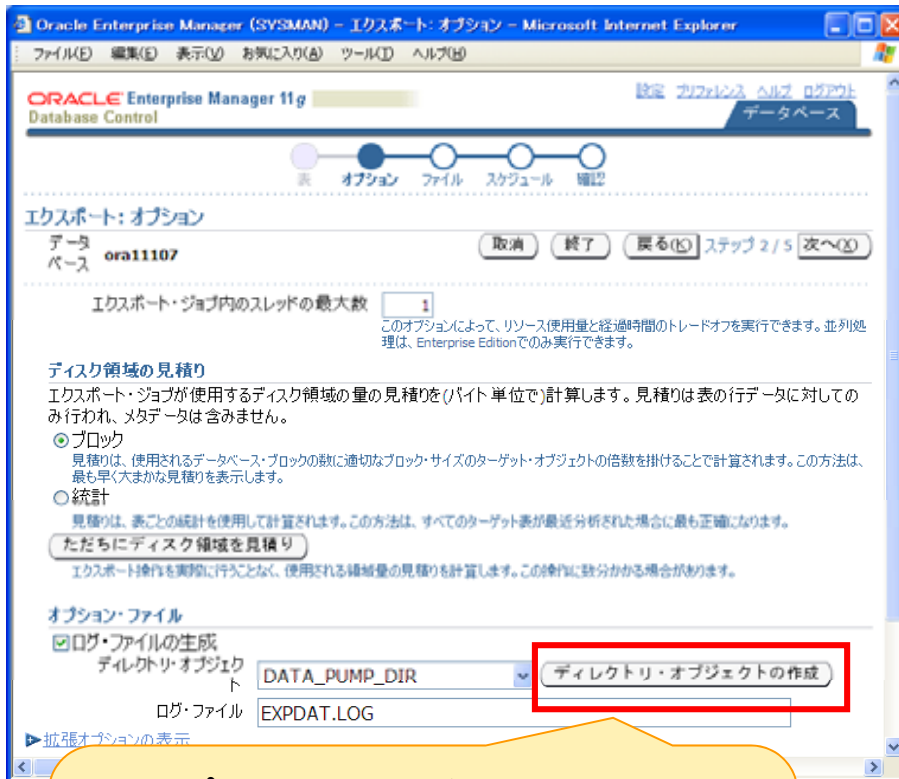 Oracle Enterprise Manager (SYSMAN) - エクスポート: オプション - Microsoft Internet Explorer
ファイル(F) 編集(E) 表示(V) お気に入り(A) ツール(T) ヘルプ(H)
ORACLE Enterprise Manager 11g
Database Control
設定 プリファレンス ヘルプ ログアウト
データベース
表 オプション ファイル スケジュール 確認
エクスポート: オプション
データ
ベース ora11107
取消 終了 戻る(K) ステップ 2 / 5 次へ(X)
エクスポート・ジョブ内のスレッドの最大数 1
このオプションによって、リソース使用量と経過時間のトレードオフを実行できます。並列処
理は、Enterprise Editionでのみ実行できます。
ディスク領域の見積り
エクスポート・ジョブが使用するディスク領域の量の見積りを(バイト単位で)計算します。見積りは表の行データに対しての
み行われ、メタデータは含みません。
ブロック
見積りは、使用されるデータベース・ブロックの数に適切なブロック・サイズのターゲット・オブジェクトの倍数を掛けることで計算されます。この方法は、
最も早く大まかな見積りを表示します。
統計
見積りは、表ごとの統計を使用して計算されます。この方法は、すべてのターゲット表が最近分析された場合に最も正確になります。
ただちにディスク領域を見積り
エクスポート操作を実際に行うことなく、使用される領域量の見積りを計算します。この操作に数分かかる場合があります。
オプション・ファイル
ログ・ファイルの生成
ディレクトリ・オブジェク
ト DATA_PUMP_DIR ディレクトリ・オブジェクトの作成
ログ・ファイル EXPDAT.LOG
拡張オプションの表示